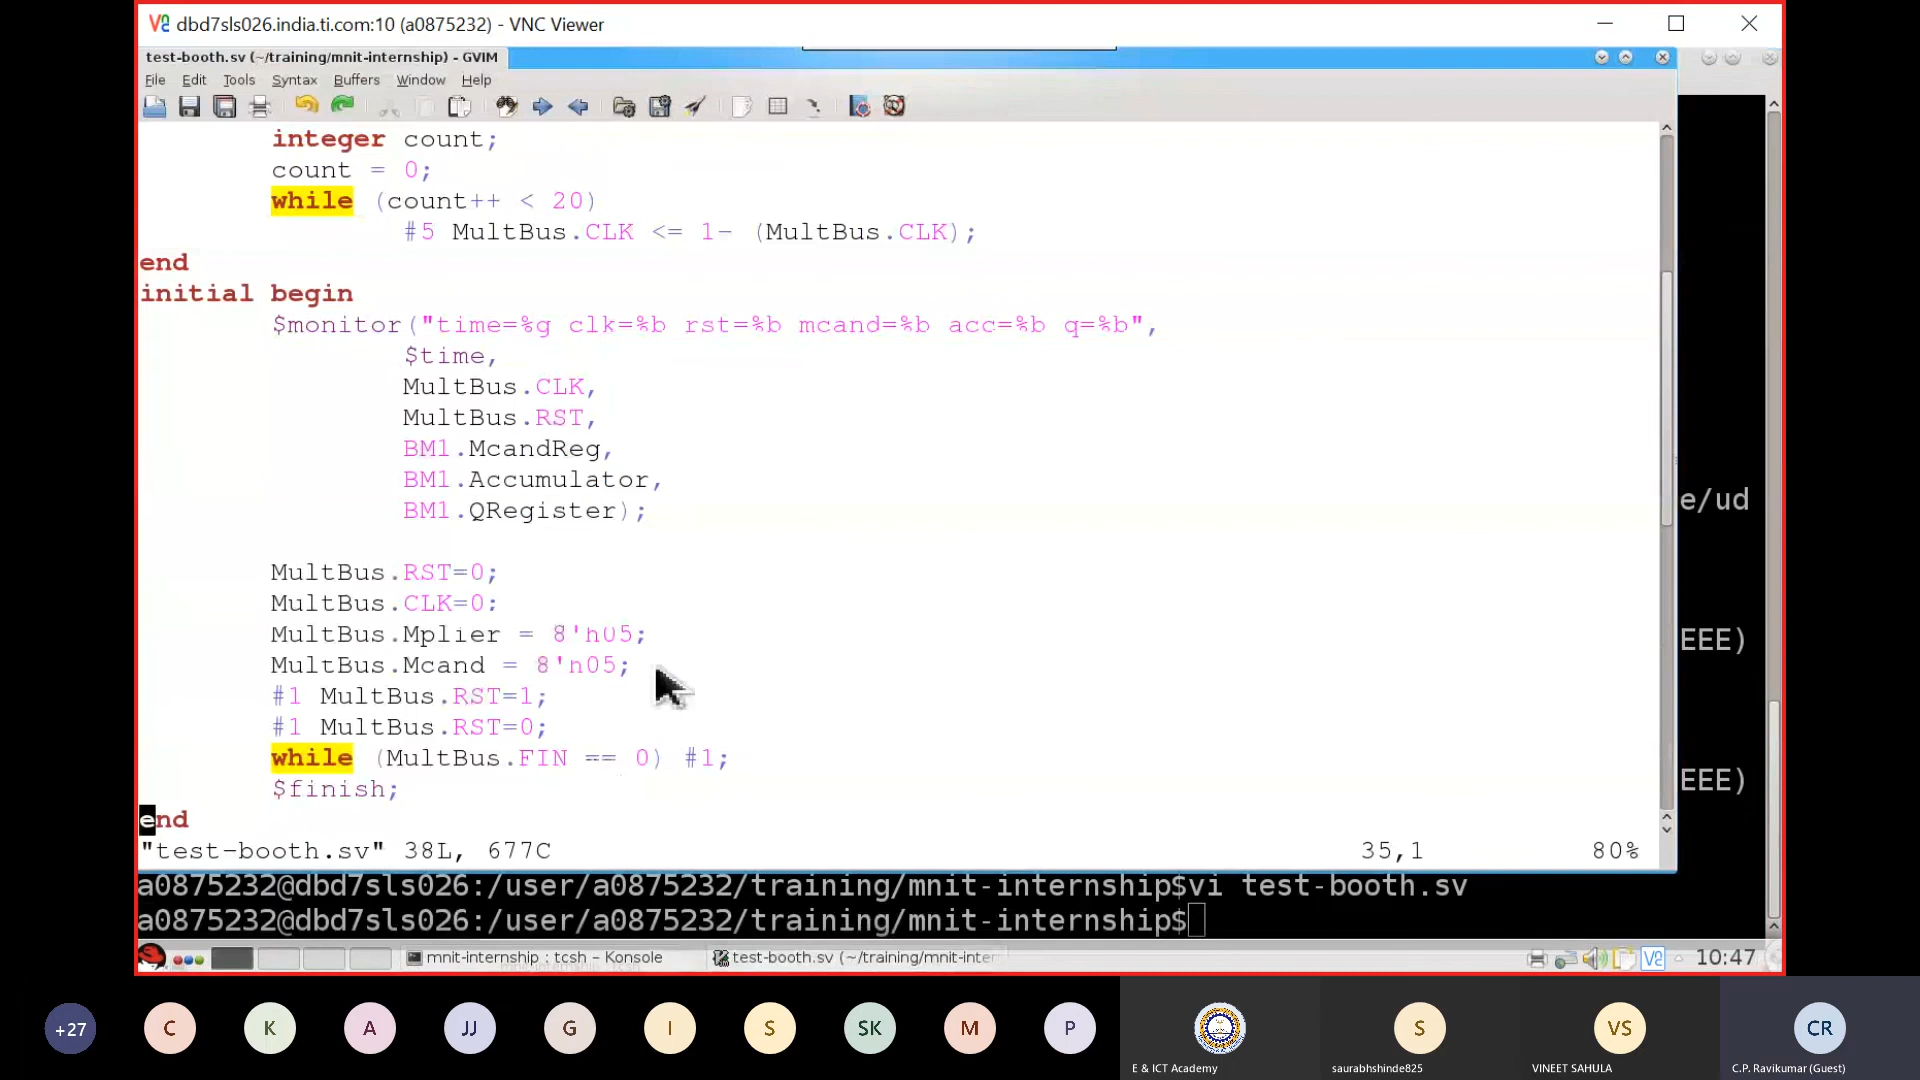 dbd7sls026.india.ti.com:10 (a0875232) - VNC Viewer
test-booth.sv (~/training/mnit-internship) - GVIM
File Edit Tools Syntax Buffers Window Help
integer count;
count = 0;
while (count++ < 20)
#5 MultBus.CLK <= 1- (MultBus.CLK);
end
initial begin
$monitor("time=%g clk=%b rst=%b mcand=%b acc=%b q=%b",
$time,
MultBus.CLK,
MultBus.RST,
BM1.McandReg,
BM1.Accumulator,
BM1.QRegister);
MultBus.RST=0;
MultBus.CLK=0;
MultBus.Mplier = 8'h05;
MultBus.Mcand = 8'h05;
#1 MultBus.RST=1;
#1 MultBus.RST=0;
while (MultBus.FIN == 0) #1;
$finish;
end
"test-booth.sv" 38L, 677C 35,1 80%
e/ud
EEE)
EEE)
a0875232@dbd7sls026:/user/a0875232/training/mnit-internship$vi test-booth.sv
a0875232@dbd7sls026:/user/a0875232/training/mnit-internship$
mnit-internship : tcsh - Konsole test-booth.sv (~/training/mnit-inter 10:47
+27 C K A JJ G I S SK M P S VS CR
E & ICT Academy saurabhshinde825 VINEET SAHULA C.P. Ravikumar (Guest)